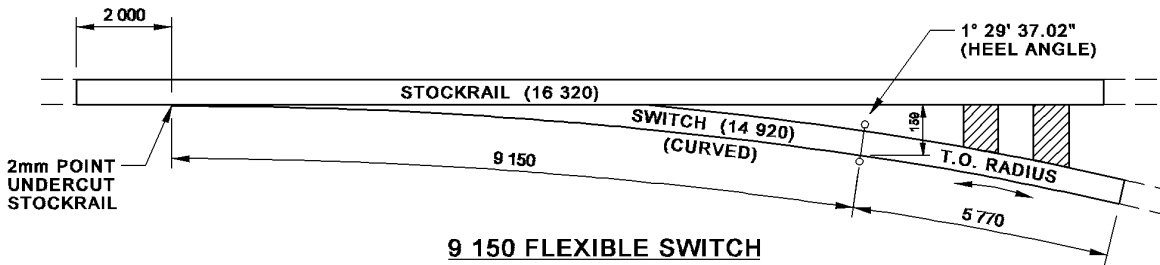 2 000
1° 29' 37.02"
(HEEL ANGLE)
STOCKRAIL (16 320)
SWITCH (14 920)
(CURVED)
159
9 150
T.O. RADIUS
2mm POINT
UNDERCUT
STOCKRAIL
5 770
9 150 FLEXIBLE SWITCH